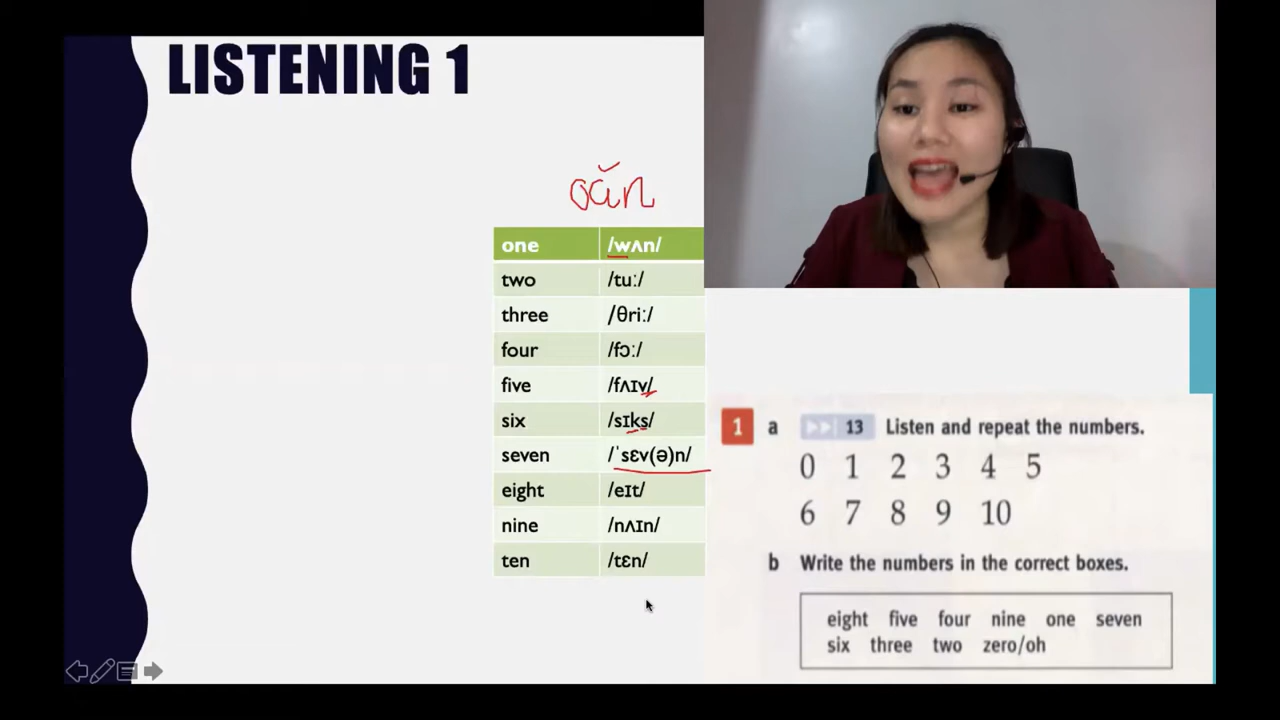 LISTENING 1
oăn
one /wʌn/
two /tuː/
three /θriː/
four /fɔː/
five /fʌɪv/
six /sɪks/
seven /ˈsɛv(ə)n/
eight /eɪt/
nine /nʌɪn/
ten /tɛn/
1 a 13 Listen and repeat the numbers.
0 1 2 3 4 5
6 7 8 9 10
b Write the numbers in the correct boxes.
eight five four nine one seven
six three two zero/oh